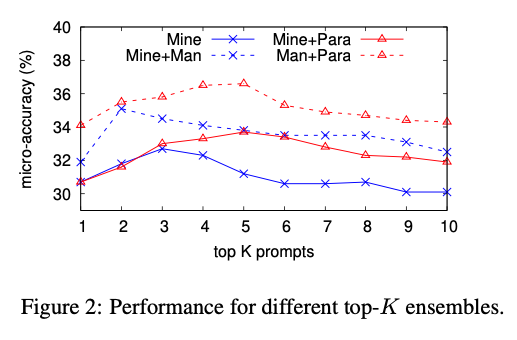 40
38
36
34
32
30
micro-accuracy (%)
Mine
Mine+Para
Mine+Man
Man+Para
1 2 3 4 5 6 7 8 9 10
top K prompts
Figure 2: Performance for different top-K ensembles.